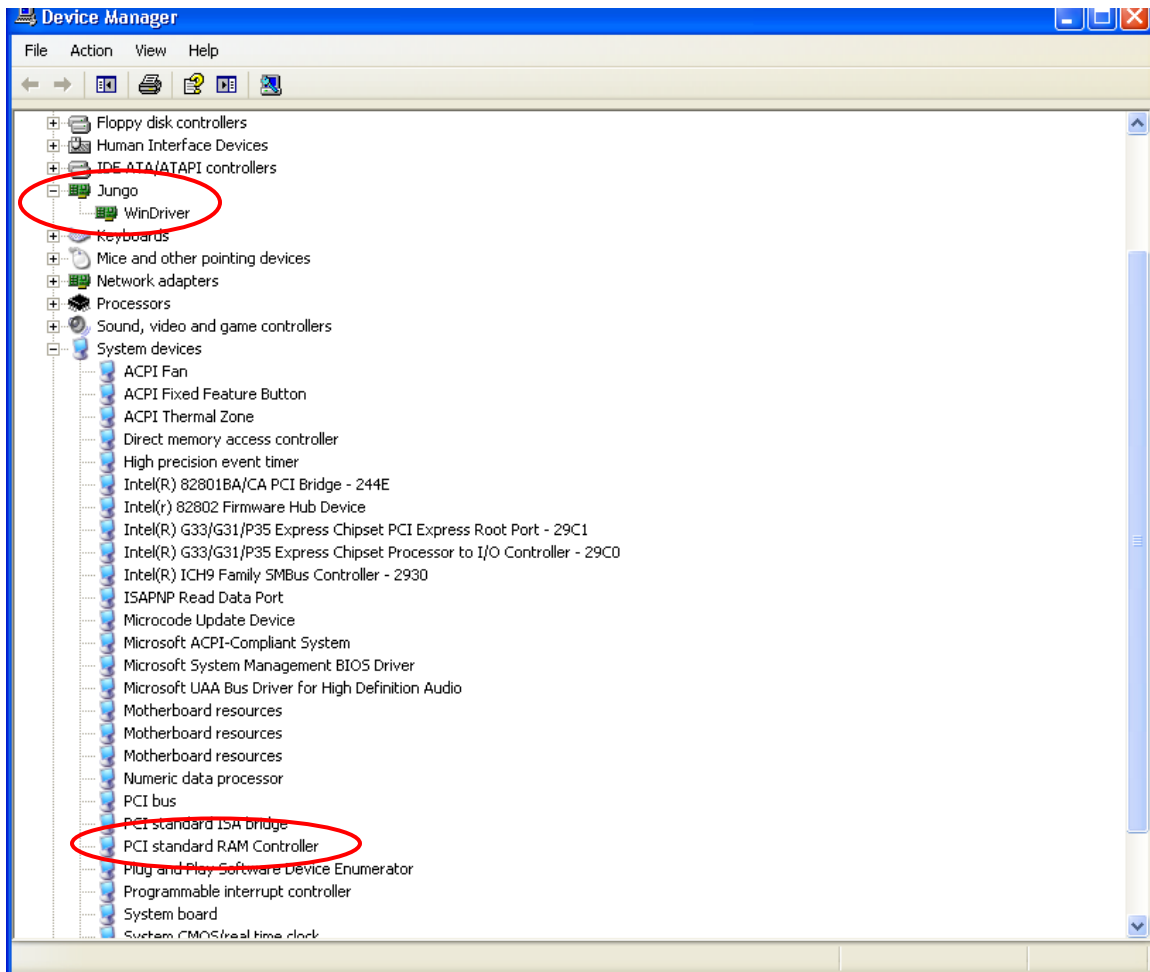 Device Manager
File Action View Help
Floppy disk controllers
Human Interface Devices
IDE ATA/ATAPI controllers
Jungo
WinDriver
Keyboards
Mice and other pointing devices
Network adapters
Processors
Sound, video and game controllers
System devices
ACPI Fan
ACPI Fixed Feature Button
ACPI Thermal Zone
Direct memory access controller
High precision event timer
Intel(R) 82801BA/CA PCI Bridge - 244E
Intel(r) 82802 Firmware Hub Device
Intel(R) G33/G31/P35 Express Chipset PCI Express Root Port - 29C1
Intel(R) G33/G31/P35 Express Chipset Processor to I/O Controller - 29C0
Intel(R) ICH9 Family SMBus Controller - 2930
ISAPNP Read Data Port
Microcode Update Device
Microsoft ACPI-Compliant System
Microsoft System Management BIOS Driver
Microsoft UAA Bus Driver for High Definition Audio
Motherboard resources
Motherboard resources
Motherboard resources
Numeric data processor
PCI bus
PCI standard ISA bridge
PCI standard RAM Controller
Plug and Play Software Device Enumerator
Programmable interrupt controller
System board
System CMOS/real time clock